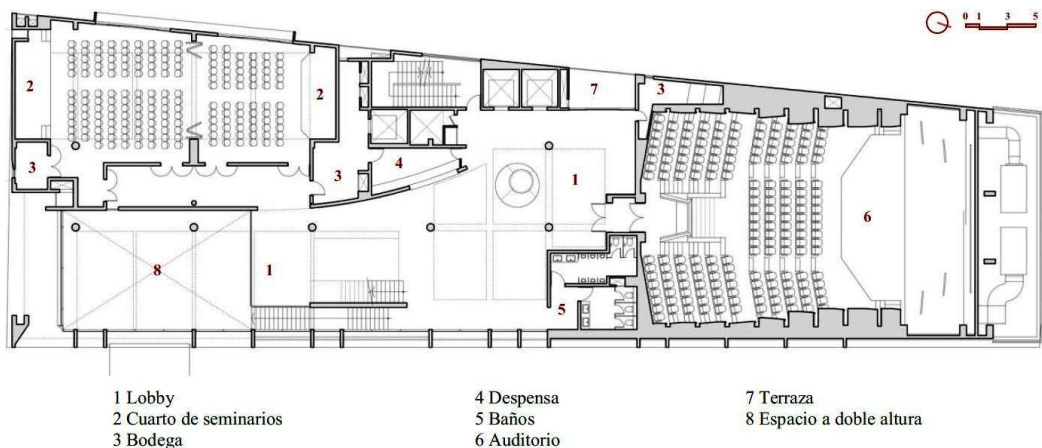 0 1 3 5
2
2
7
3
3
3
4
1
6
8
1
5
1 Lobby
2 Cuarto de seminarios
3 Bodega
4 Despensa
5 Baños
6 Auditorio
7 Terraza
8 Espacio a doble altura